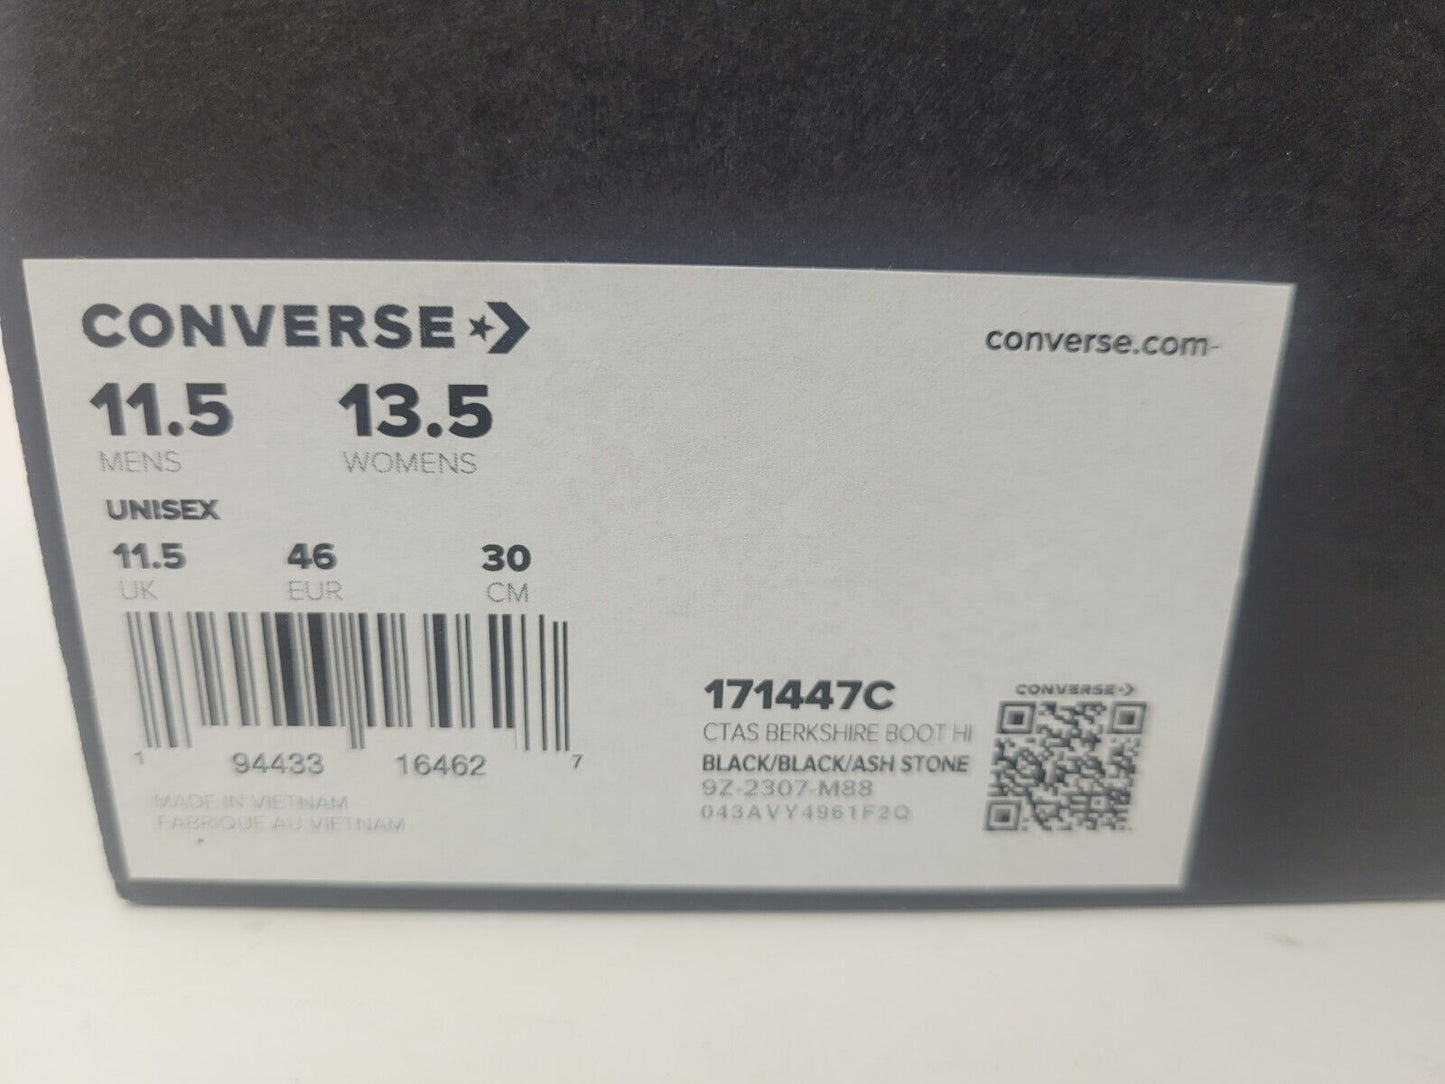 CONVERSE
converse.com
11.5 13.5
MENS WOMENS
UNISEX
11.5 46 30
UK EUR CM
1 94433 16462 7
MADE IN VIETNAM
FABRIQUE AU VIETNAM
171447C
CTAS BERKSHIRE BOOT HI
BLACK/BLACK/ASH STONE
9Z-2307-M88
043AVY4961F2Q
CONVERSE